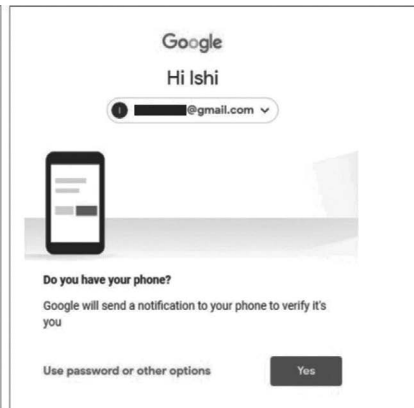 Google
Hi Ishi
I @gmail.com
Do you have your phone?
Google will send a notification to your phone to verify it's
you
Use password or other options Yes